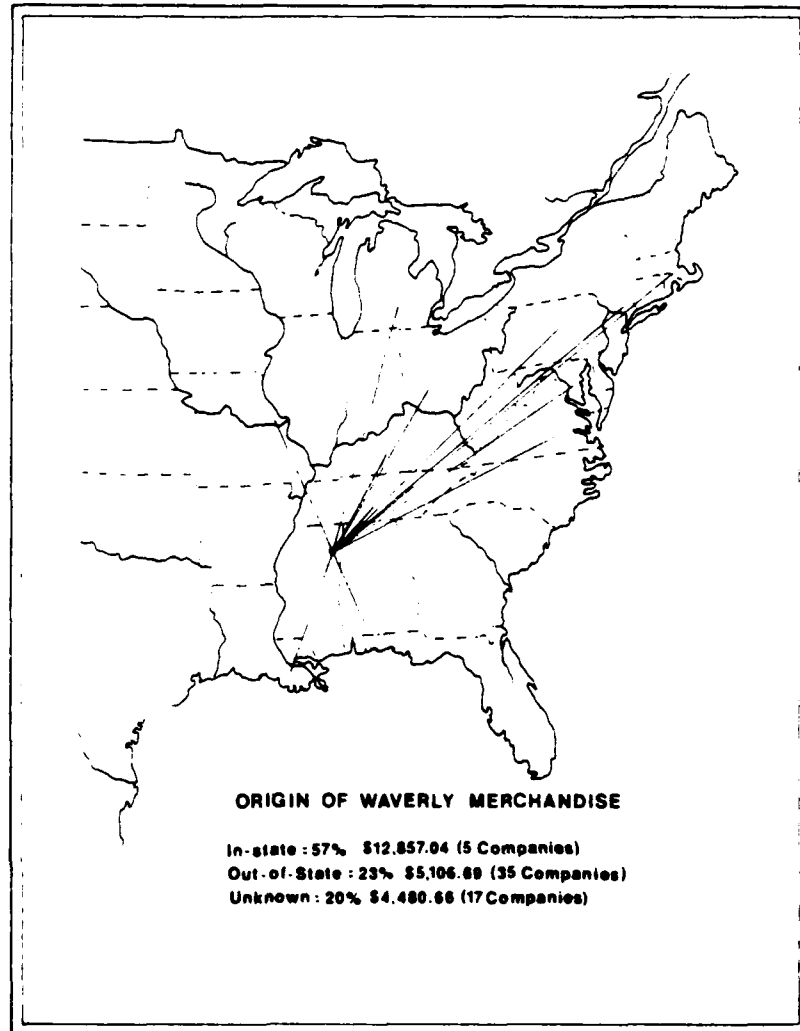 ORIGIN OF WAVERLY MERCHANDISE
In-state : 57% $12,857.04 (5 Companies)
Out-of-State : 23% $5,106.69 (35 Companies)
Unknown : 20% $4,480.66 (17 Companies)